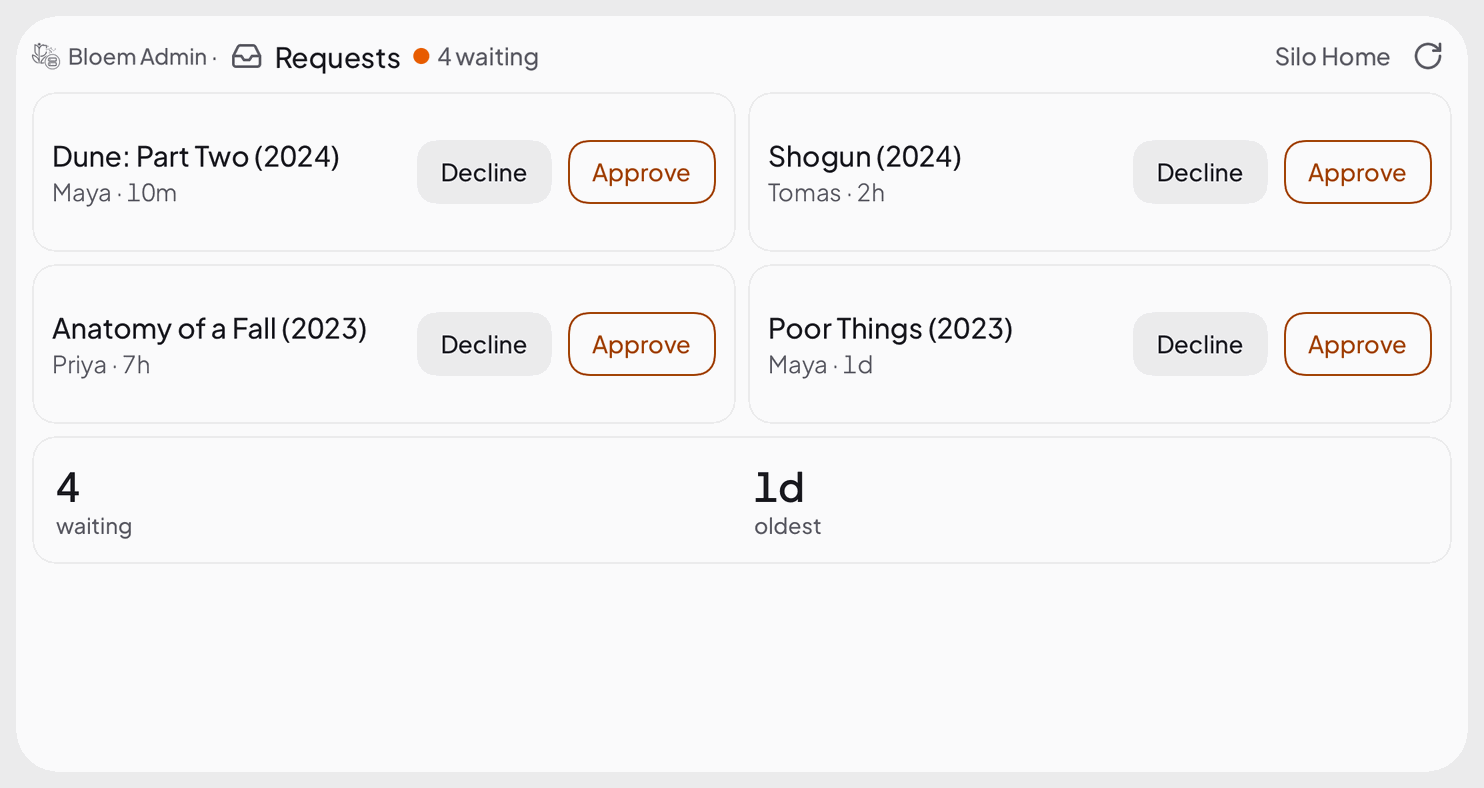 Bloem Admin · Requests 4 waiting Silo Home
Dune: Part Two (2024)
Maya · 10m
Decline Approve
Shogun (2024)
Tomas · 2h
Decline Approve
Anatomy of a Fall (2023)
Priya · 7h
Decline Approve
Poor Things (2023)
Maya · 1d
Decline Approve
4
waiting
1d
oldest